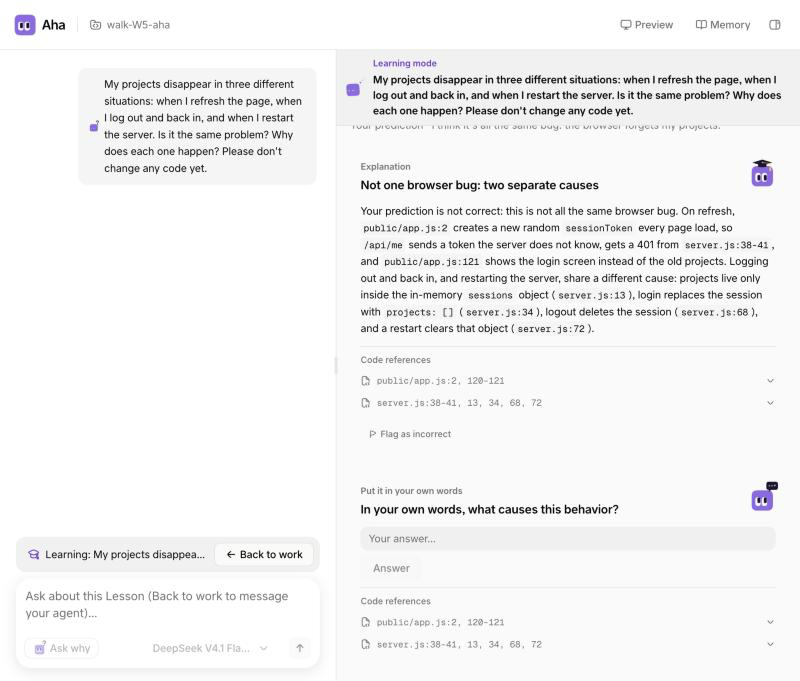 Aha
walk-W5-aha
Preview
Memory
My projects disappear in three different
situations: when I refresh the page, when
I log out and back in, and when I restart
the server. Is it the same problem? Why
does each one happen? Please don't
change any code yet.
Learning: My projects disappea...
← Back to work
Ask about this Lesson (Back to work to message
your agent)...
Ask why
DeepSeek V4.1 Fla...
Learning mode
My projects disappear in three different situations: when I refresh the page, when I
log out and back in, and when I restart the server. Is it the same problem? Why does
each one happen? Please don't change any code yet.
Your prediction "I think it's all the same bug: the browser forgets my projects."
Explanation
Not one browser bug: two separate causes
Your prediction is not correct: this is not all the same browser bug. On refresh,
public/app.js:2 creates a new random sessionToken every page load, so
/api/me sends a token the server does not know, gets a 401 from server.js:38-41,
and public/app.js:121 shows the login screen instead of the old projects. Logging
out and back in, and restarting the server, share a different cause: projects live only
inside the in-memory sessions object (server.js:13), login replaces the session
with projects: [] (server.js:34), logout deletes the session (server.js:68),
and a restart clears that object (server.js:72).
Code references
public/app.js:2, 120-121
server.js:38-41, 13, 34, 68, 72
Flag as incorrect
Put it in your own words
In your own words, what causes this behavior?
Your answer...
Answer
Code references
public/app.js:2, 120-121
server.js:38-41, 13, 34, 68, 72